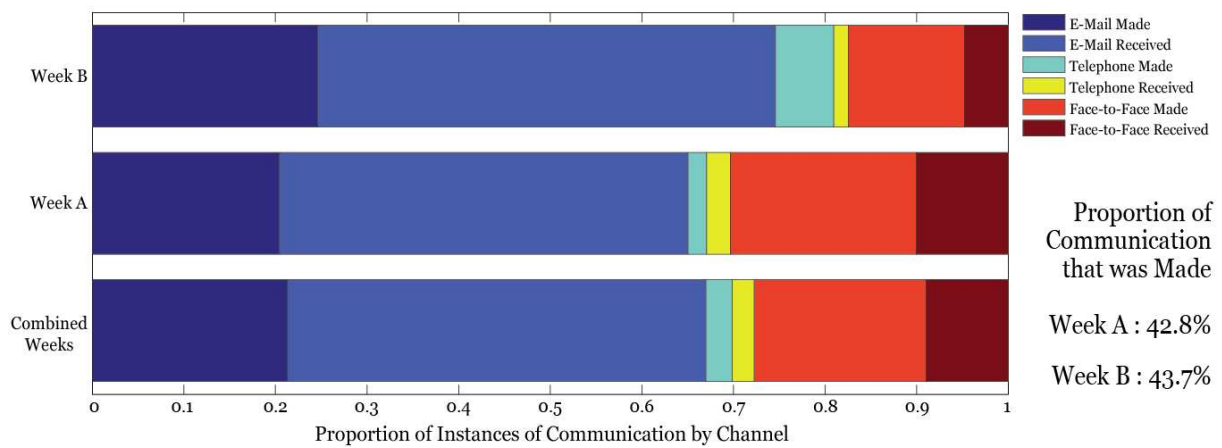 E-Mail Made
E-Mail Received
Telephone Made
Telephone Received
Face-to-Face Made
Face-to-Face Received
Week B
Week A
Combined
Weeks
0 0.1 0.2 0.3 0.4 0.5 0.6 0.7 0.8 0.9 1
Proportion of Instances of Communication by Channel
Proportion of
Communication
that was Made
Week A : 42.8%
Week B : 43.7%